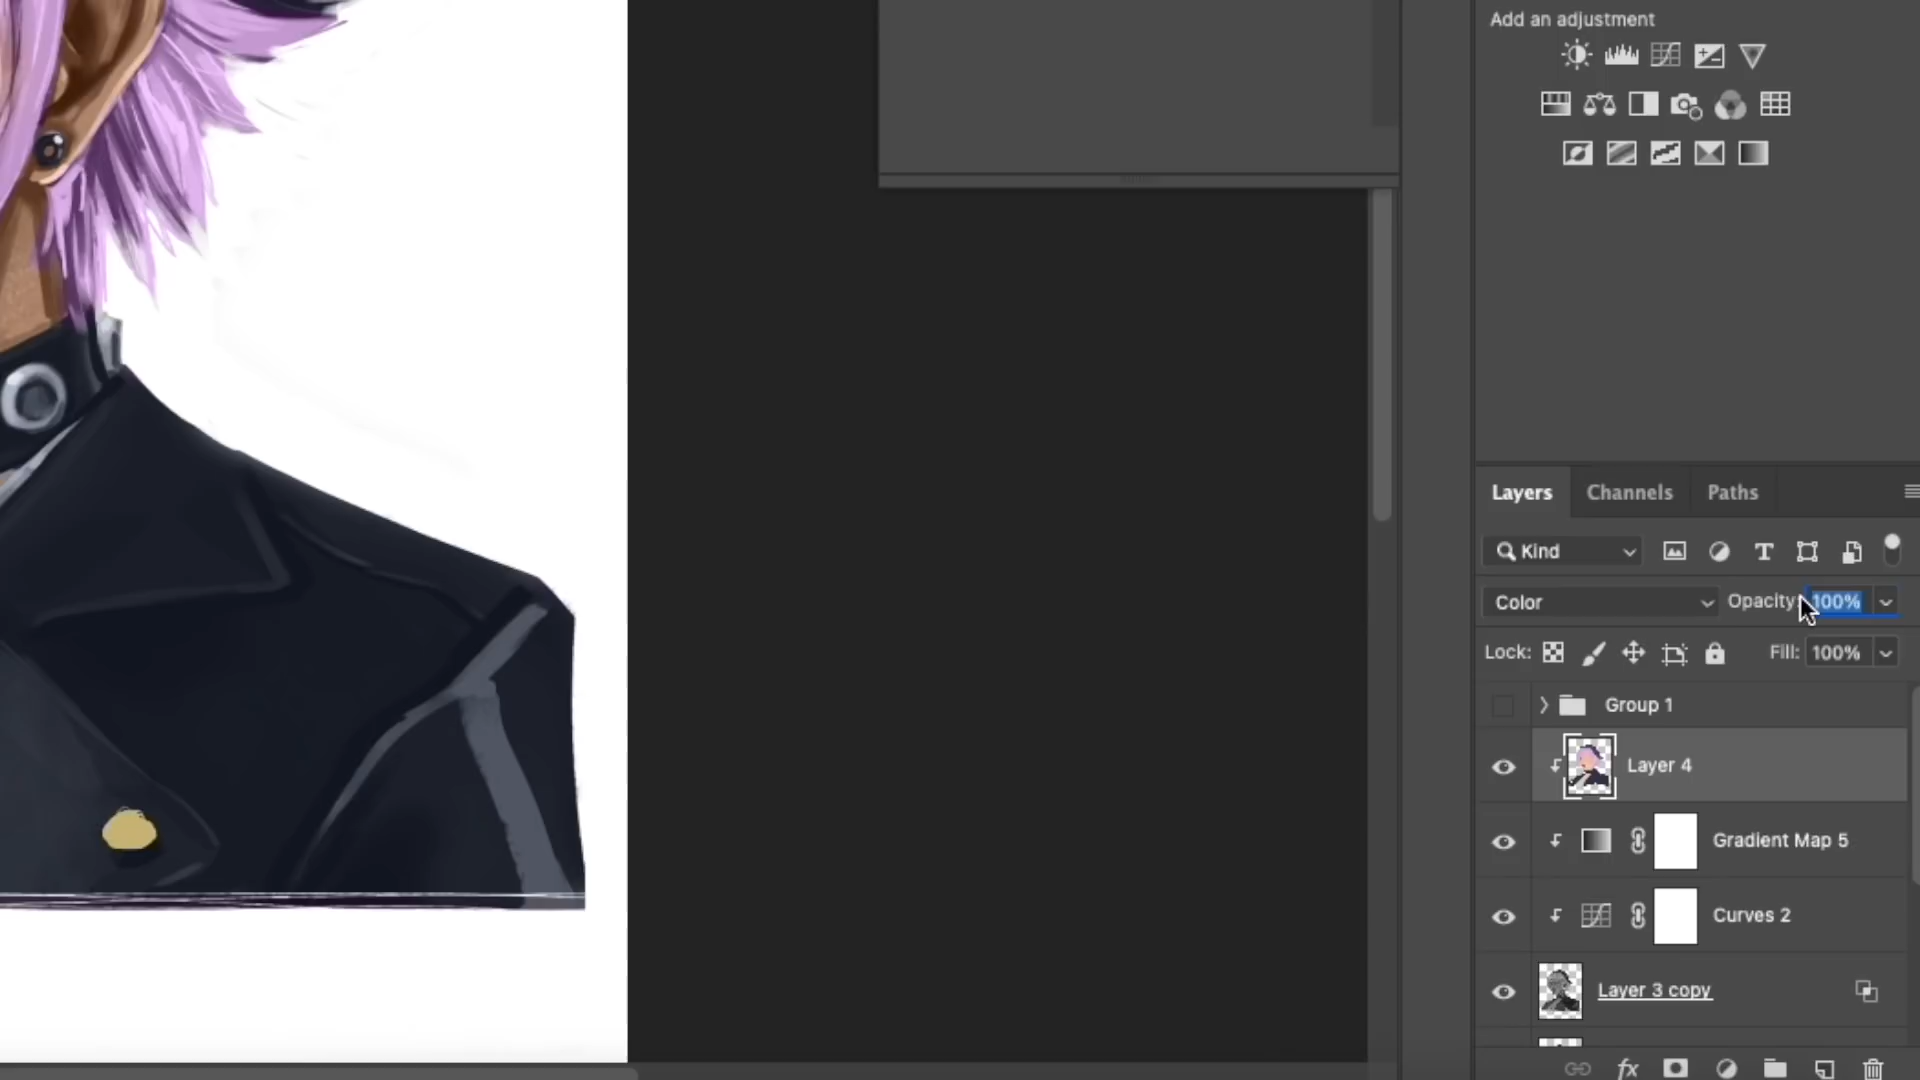 Add an adjustment
Layers Channels Paths
Kind
Color Opacity: 100%
Lock: Fill: 100%
Group 1
Layer 4
Gradient Map 5
Curves 2
Layer 3 copy
fx